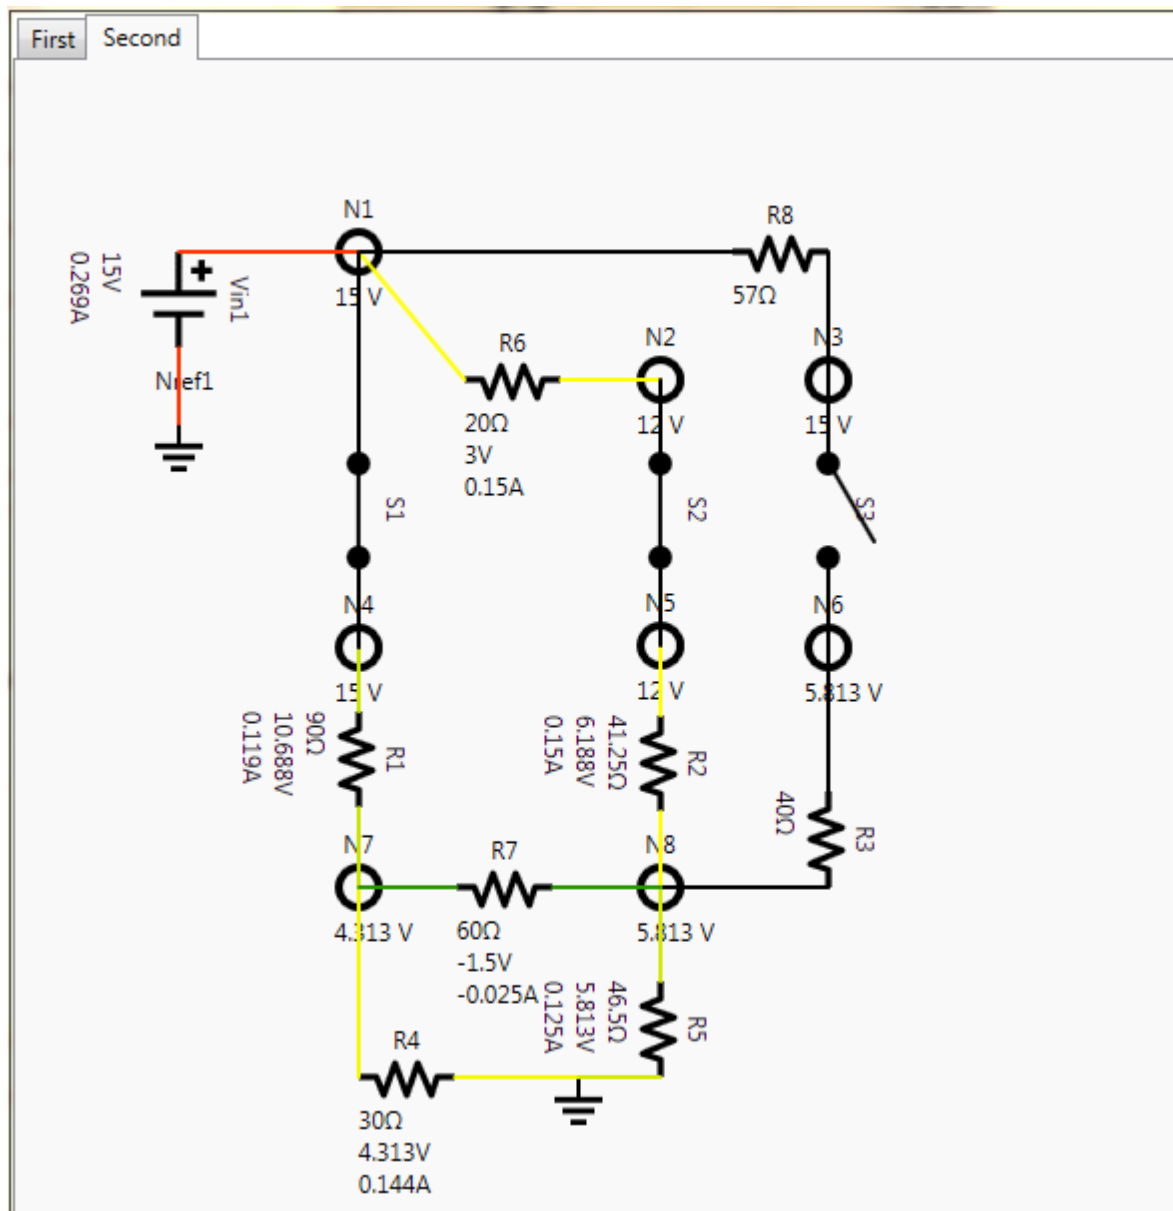 First
Second
N1
R8
15V
0.269A
Vin1
15 V
57Ω
R6
N2
N3
Nref1
20Ω
3V
0.15A
12 V
15 V
S1
S2
S3
N4
N5
N6
15 V
12 V
5.813 V
90Ω
10.688V
0.119A
R1
41.25Ω
6.188V
0.15A
R2
40Ω
R3
N7
R7
N8
4.313 V
60Ω
-1.5V
-0.025A
5.813 V
46.5Ω
5.813V
0.125A
R5
R4
30Ω
4.313V
0.144A